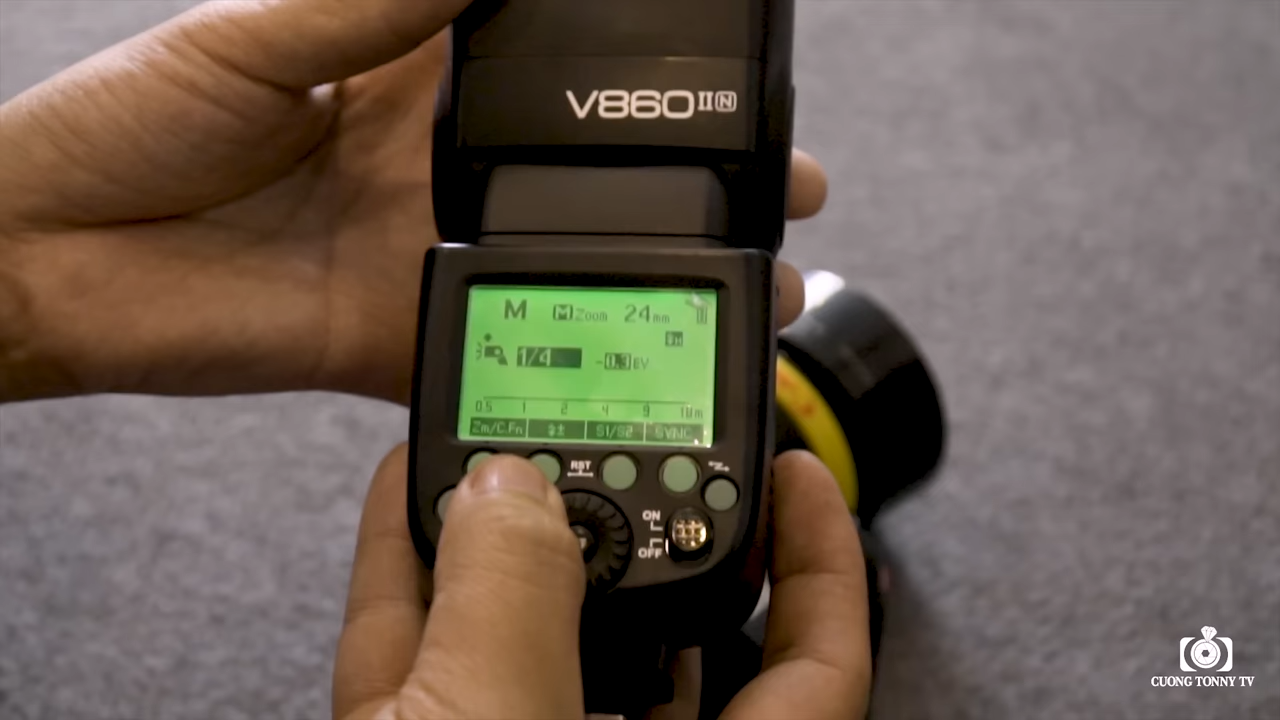 V860IIN
M M Zoom 24mm
1/4 -0.3EV
0.5 1 2 4 9 18m
Zm/C.Fn S1/S2 SYNC
RST
ON
OFF
CUONG TONNY TV